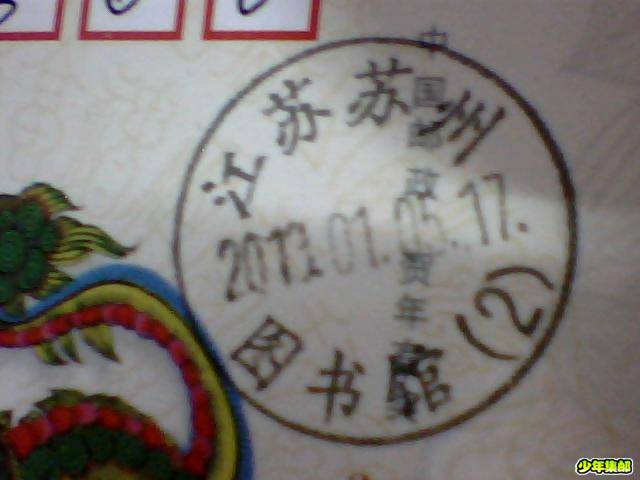 江苏苏州
2013.01.05.17.
图书馆
(2)
中国邮政贺年
少年集邮